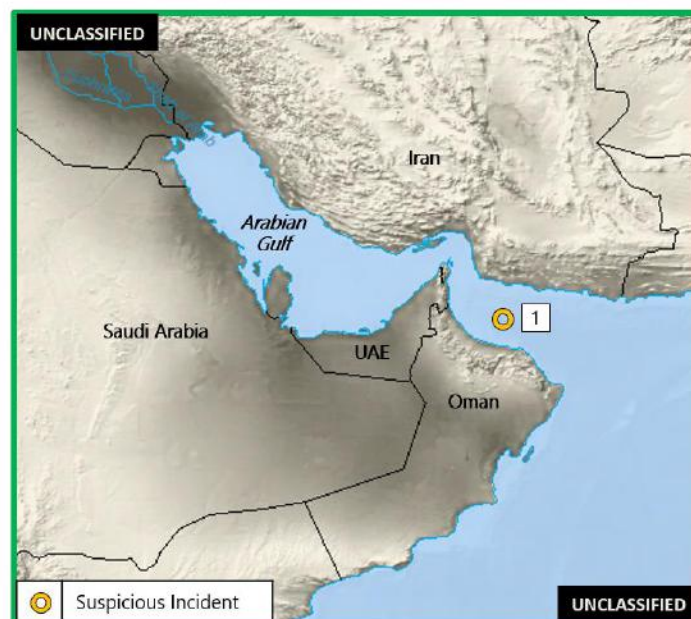 UNCLASSIFIED
Iran
Arabian
Gulf
1
Saudi Arabia
UAE
Oman
Suspicious Incident
UNCLASSIFIED